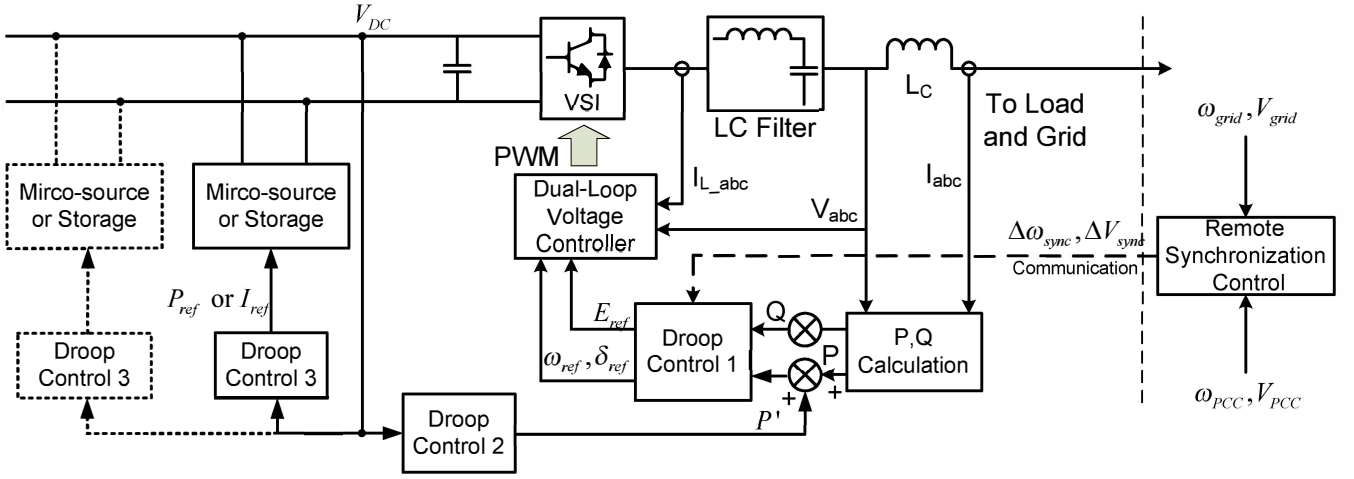 V_DC
VSI
LC Filter
L_C
To Load
and Grid
ω_grid, V_grid
PWM
Mirco-source
or Storage
Mirco-source
or Storage
Dual-Loop
Voltage
Controller
I_L_abc
V_abc
I_abc
Δω_sync, ΔV_sync
Communication
Remote
Synchronization
Control
P_ref or I_ref
E_ref
ω_ref, δ_ref
Droop
Control 1
Q
P
+
+
P,Q
Calculation
Droop
Control 3
Droop
Control 3
ω_PCC, V_PCC
Droop
Control 2
P'